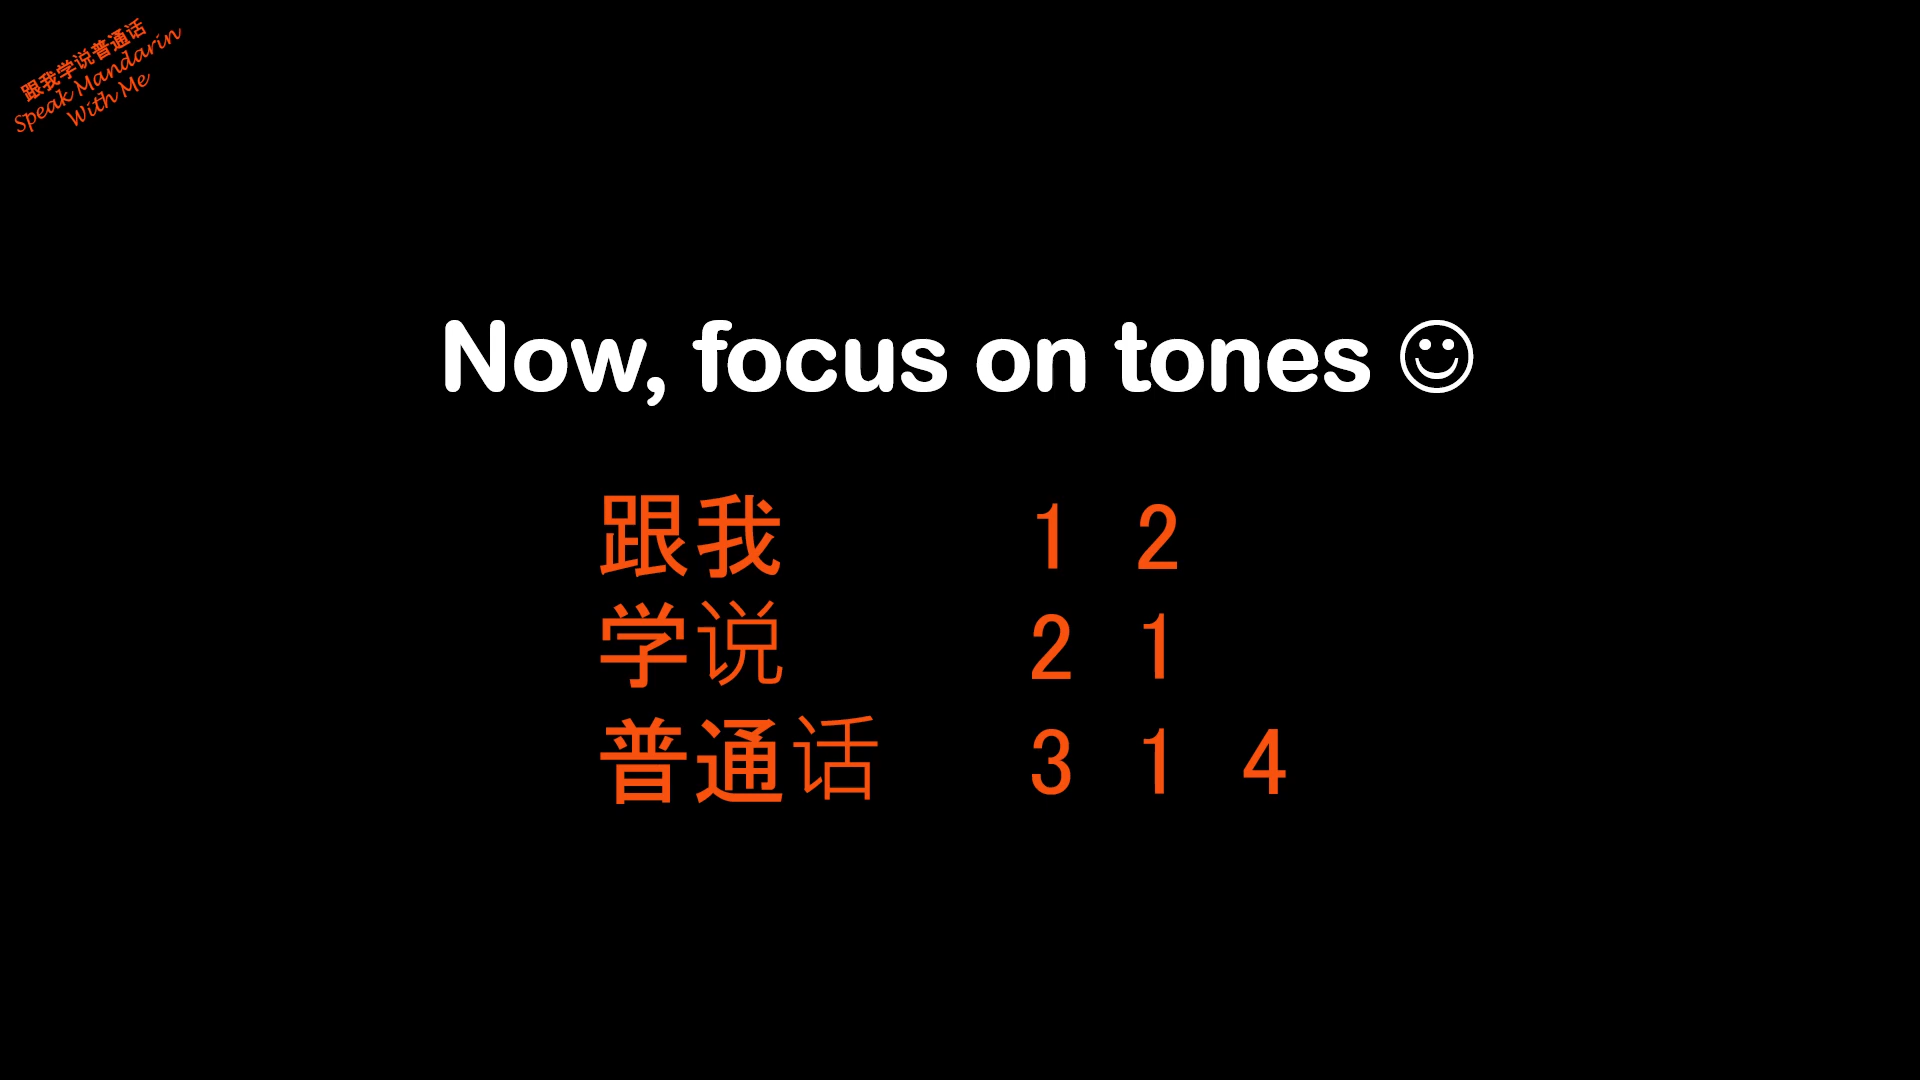 跟我学说普通话
Speak Mandarin
With Me
Now, focus on tones ☺
跟我 1 2
学说 2 1
普通话 3 1 4